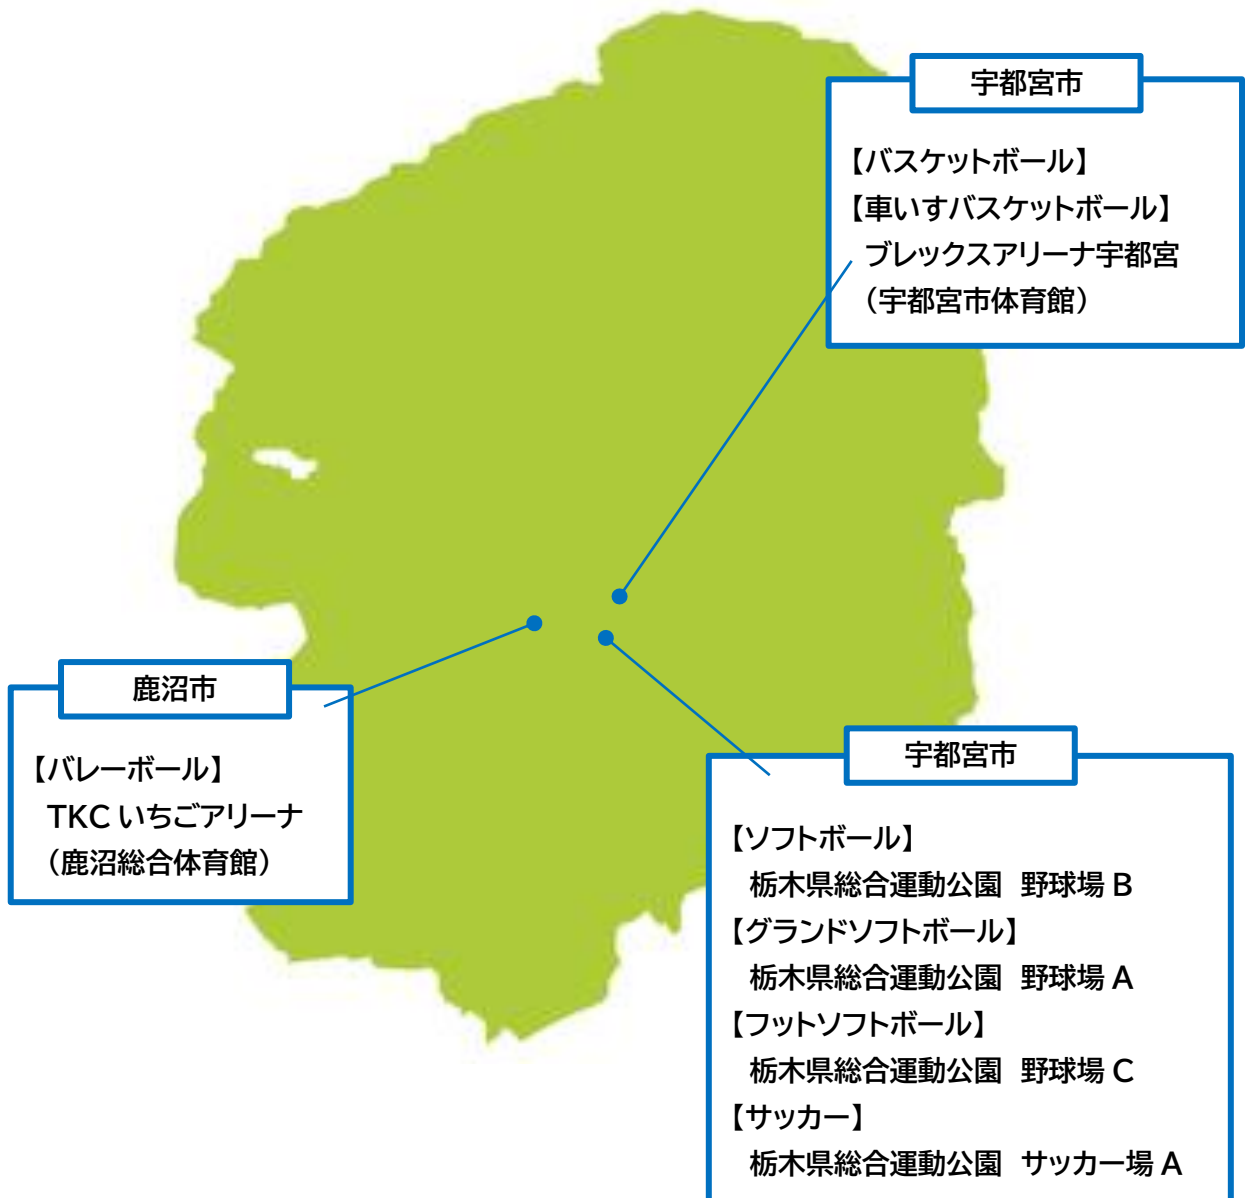 宇都宮市
【バスケットボール】
【車いすバスケットボール】
ブレックスアリーナ宇都宮
（宇都宮市体育館）
鹿沼市
【バレーボール】
TKC いちごアリーナ
（鹿沼総合体育館）
宇都宮市
【ソフトボール】
栃木県総合運動公園 野球場 B
【グランドソフトボール】
栃木県総合運動公園 野球場 A
【フットソフトボール】
栃木県総合運動公園 野球場 C
【サッカー】
栃木県総合運動公園 サッカー場 A